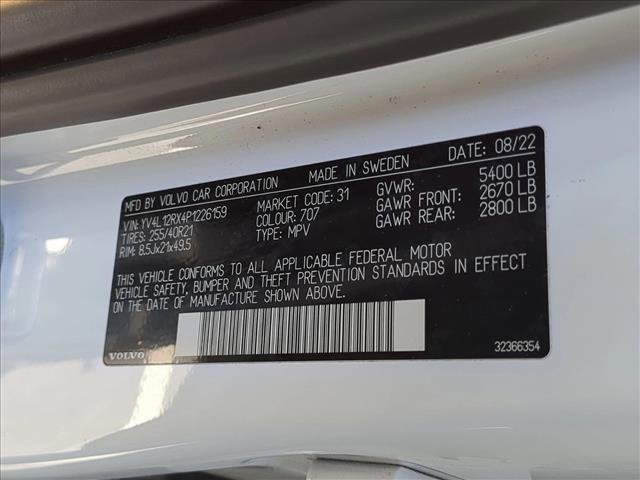 MFD BY VOLVO CAR CORPORATION MADE IN SWEDEN DATE: 08/22
VIN: YV4L12RX4P1226159 MARKET CODE: 31 GVWR: 5400 LB
TIRES: 255/40R21 COLOUR: 707 GAWR FRONT: 2670 LB
RIM: 8.5Jx21x49.5 TYPE: MPV GAWR REAR: 2800 LB
THIS VEHICLE CONFORMS TO ALL APPLICABLE FEDERAL MOTOR
VEHICLE SAFETY, BUMPER AND THEFT PREVENTION STANDARDS IN EFFECT
ON THE DATE OF MANUFACTURE SHOWN ABOVE.
VOLVO 32366354